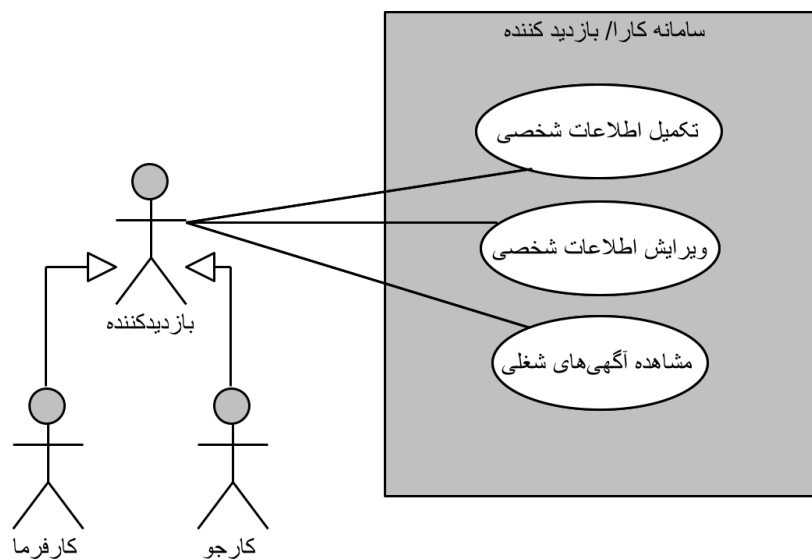 سامانه کارا/ بازدید کننده
تکمیل اطلاعات شخصی
ویرایش اطلاعات شخصی
بازدیدکننده
مشاهده آگهی‌های شغلی
کارجو
کارفرما